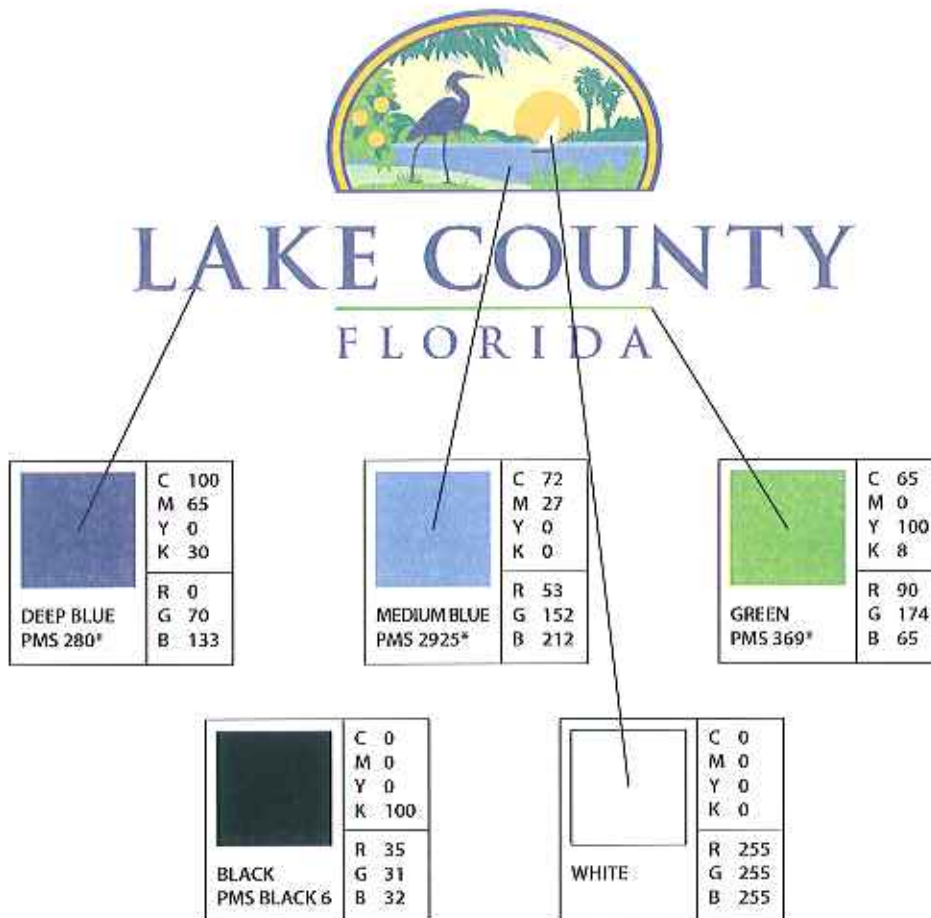 LAKE COUNTY
FLORIDA
C 100
M 65
Y 0
K 30
R 0
G 70
B 133
DEEP BLUE
PMS 280*
C 72
M 27
Y 0
K 0
R 53
G 152
B 212
MEDIUM BLUE
PMS 2925*
C 65
M 0
Y 100
K 8
R 90
G 174
B 65
GREEN
PMS 369*
C 0
M 0
Y 0
K 100
R 35
G 31
B 32
BLACK
PMS BLACK 6
C 0
M 0
Y 0
K 0
R 255
G 255
B 255
WHITE